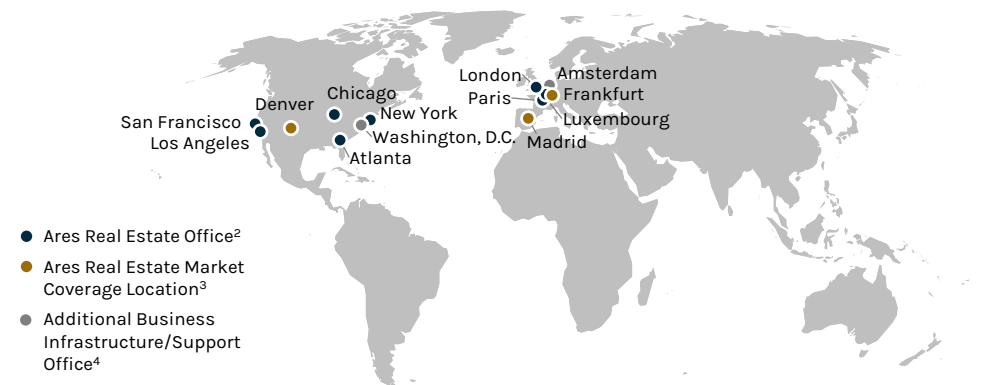 London
Amsterdam
Paris
Frankfurt
Luxembourg
Madrid
Chicago
Denver
New York
San Francisco
Washington, D.C.
Los Angeles
Atlanta
Ares Real Estate Office²
Ares Real Estate Market
Coverage Location³
Additional Business
Infrastructure/Support
Office⁴